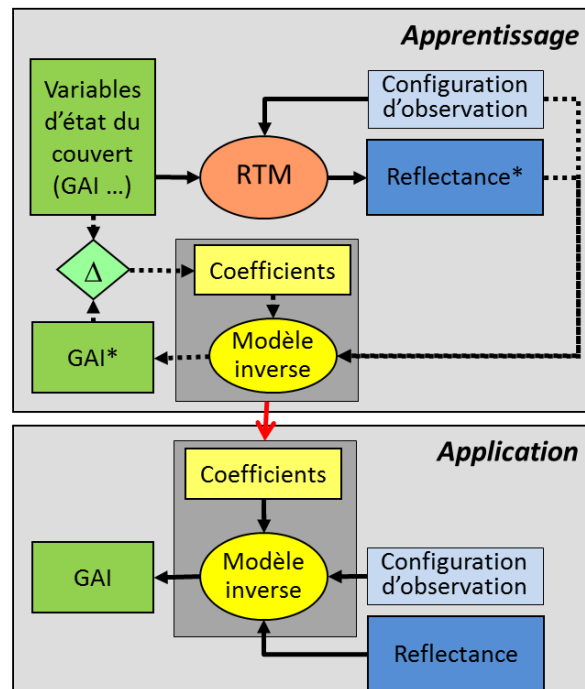 Apprentissage
Variables
d'état du
couvert
(GAI ...)
Configuration
d'observation
RTM
Reflectance*
Δ
Coefficients
GAI*
Modèle
inverse
Application
Coefficients
GAI
Modèle
inverse
Configuration
d'observation
Reflectance